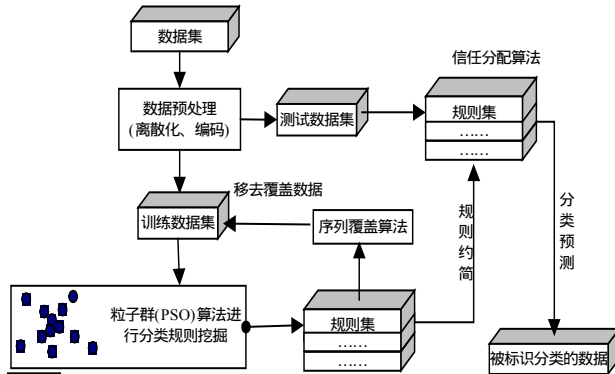 数据集
信任分配算法
数据预处理
(离散化、编码)
测试数据集
规则集
……
……
移去覆盖数据
训练数据集
序列覆盖算法
规则约简
分类预测
粒子群(PSO)算法进
行分类规则挖掘
规则集
……
……
被标识分类的数据